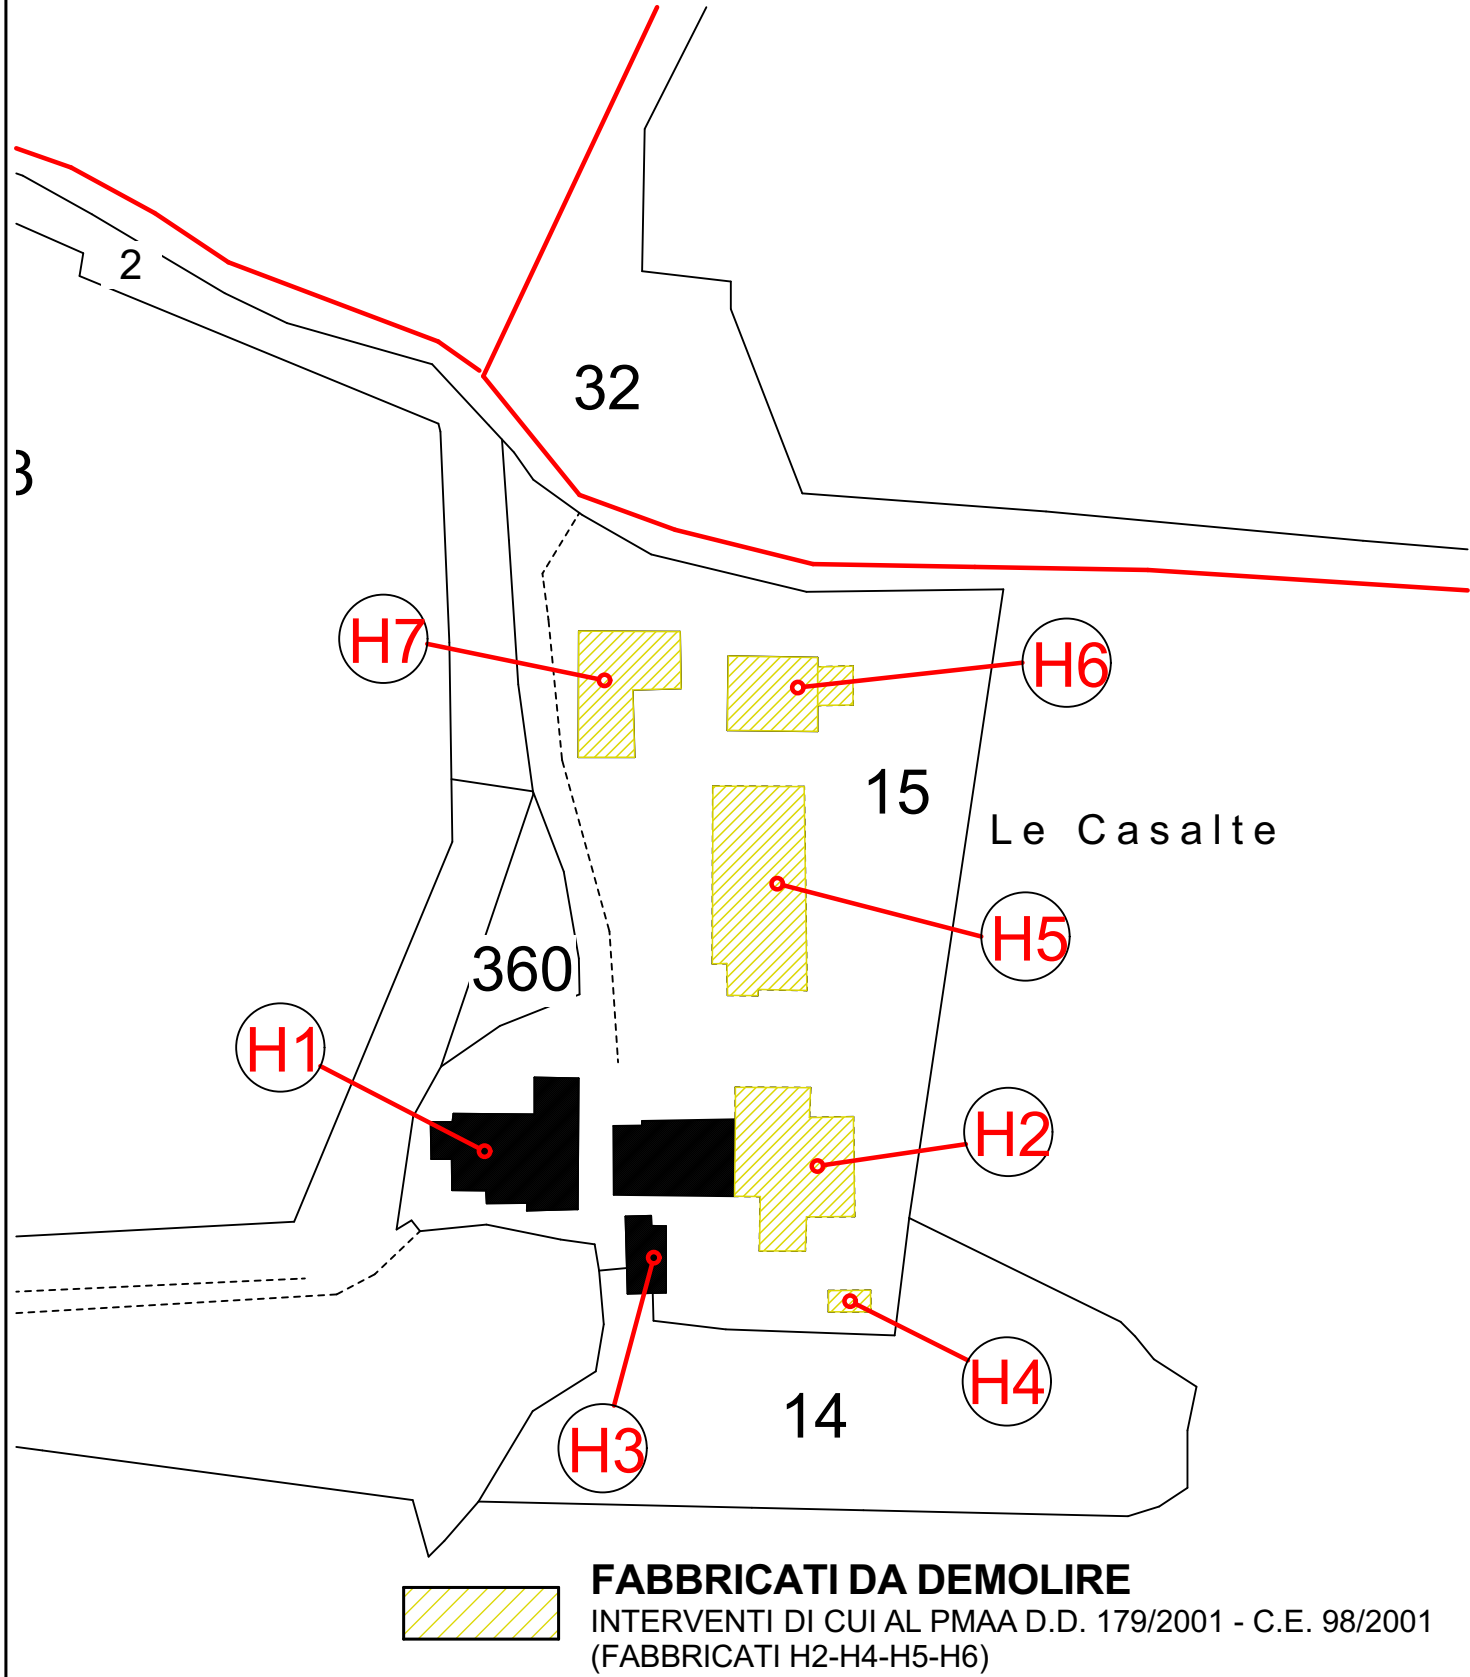 2
32
H7
H6
15
Le Casalte
H5
360
H1
H2
H4
14
H3
FABBRICATI DA DEMOLIRE
INTERVENTI DI CUI AL PMAA D.D. 179/2001 - C.E. 98/2001
(FABBRICATI H2-H4-H5-H6)